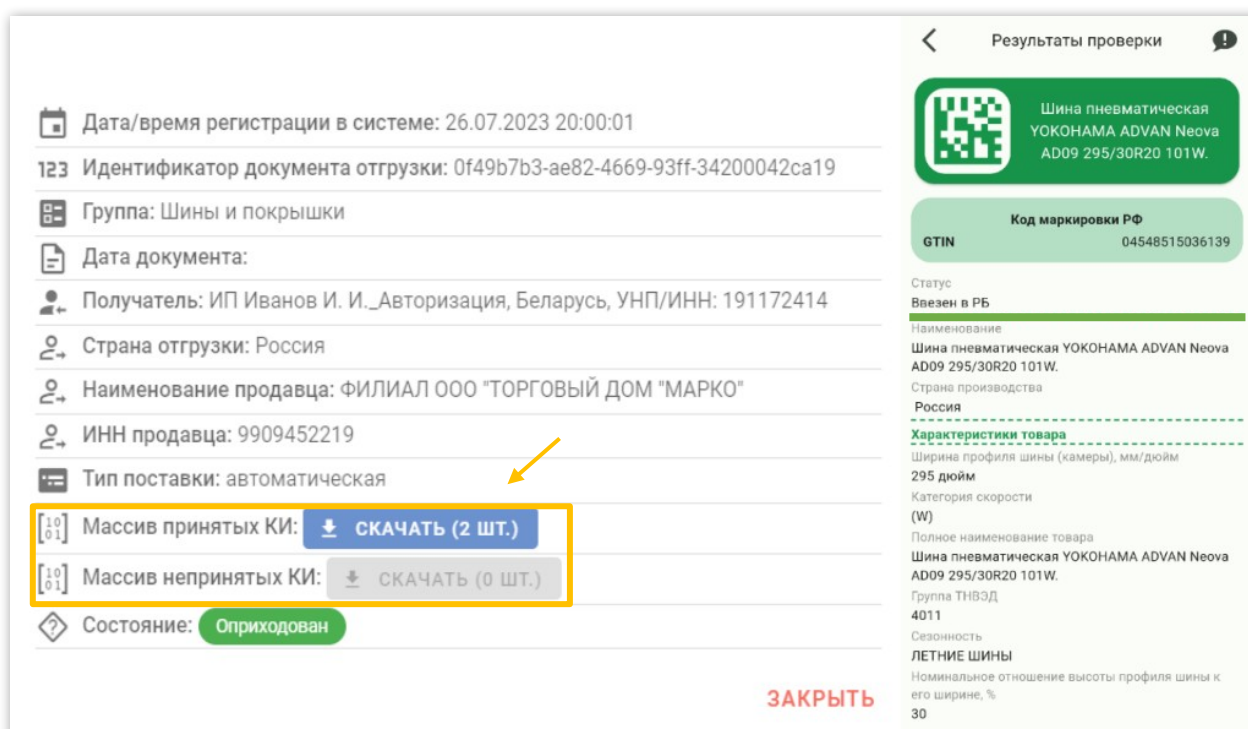 Дата/время регистрации в системе: 26.07.2023 20:00:01
123 Идентификатор документа отгрузки: 0f49b7b3-ae82-4669-93ff-34200042ca19
Группа: Шины и покрышки
Дата документа:
Получатель: ИП Иванов И. И._Авторизация, Беларусь, УНП/ИНН: 191172414
Страна отгрузки: Россия
Наименование продавца: ФИЛИАЛ ООО "ТОРГОВЫЙ ДОМ "МАРКО"
ИНН продавца: 9909452219
Тип поставки: автоматическая
Массив принятых КИ: СКАЧАТЬ (2 ШТ.)
Массив непринятых КИ: СКАЧАТЬ (0 ШТ.)
Состояние: Оприходован
ЗАКРЫТЬ
Результаты проверки
Шина пневматическая
YOKOHAMA ADVAN Neova
AD09 295/30R20 101W.
Код маркировки РФ
GTIN 04548515036139
Статус
Ввезен в РБ
Наименование
Шина пневматическая YOKOHAMA ADVAN Neova
AD09 295/30R20 101W.
Страна производства
Россия
Характеристики товара
Ширина профиля шины (камеры), мм/дюйм
295 дюйм
Категория скорости
(W)
Полное наименование товара
Шина пневматическая YOKOHAMA ADVAN Neova
AD09 295/30R20 101W.
Группа ТНВЭД
4011
Сезонность
ЛЕТНИЕ ШИНЫ
Номинальное отношение высоты профиля шины к
его ширине, %
30